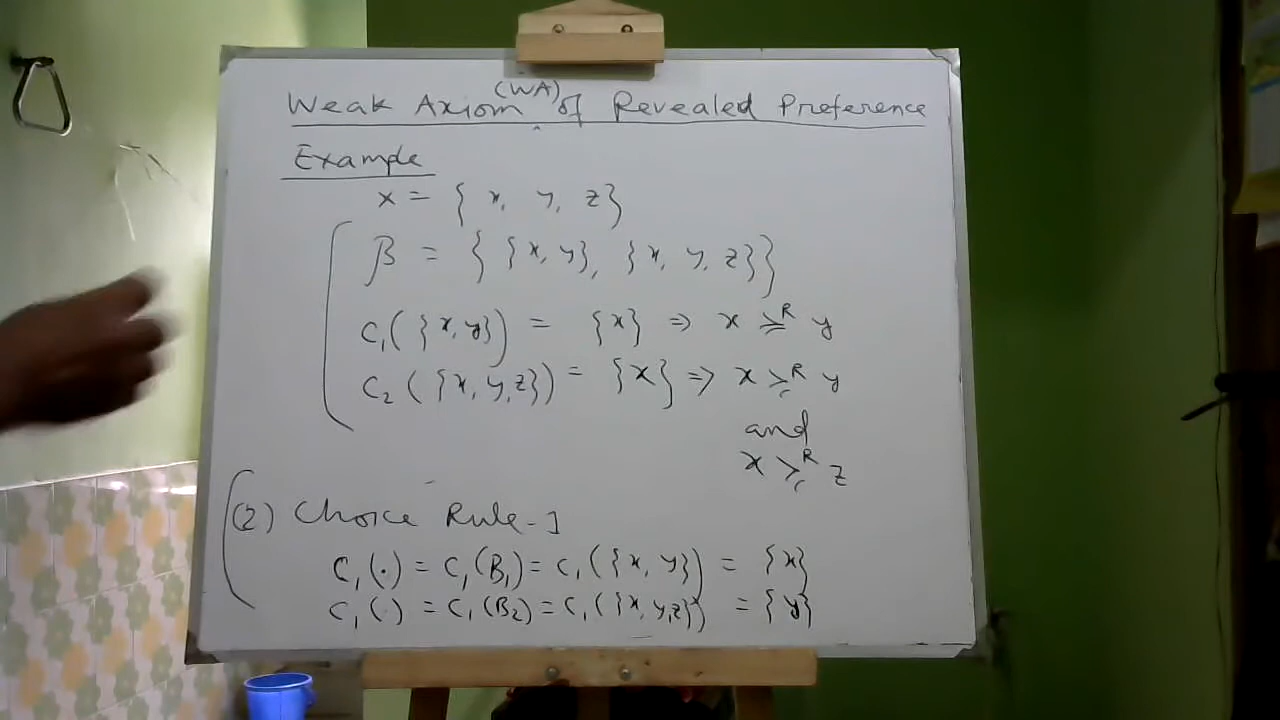 Weak Axiom (WA) of Revealed Preference
Example
X = { x, y, z }
β = { {x, y}, {x, y, z} }
C₁({x, y}) = {x} ⇒ x ≽ᴿ y
C₂({x, y, z}) = {x} ⇒ x ≽ᴿ y
and
x ≽ᴿ z
(2) Choice Rule-1
C₁(.) = C₁(B₁) = C₁({x, y}) = {x}
C₁(.) = C₁(B₂) = C₁({x, y, z}) = {y}